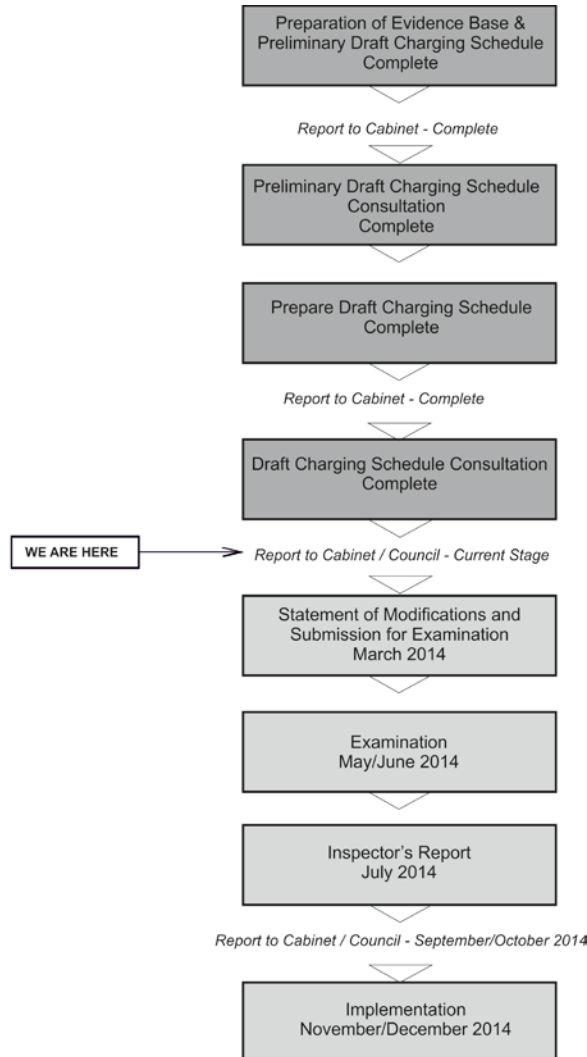 Preparation of Evidence Base &
Preliminary Draft Charging Schedule
Complete
Report to Cabinet - Complete
Preliminary Draft Charging Schedule
Consultation
Complete
Prepare Draft Charging Schedule
Complete
Report to Cabinet - Complete
Draft Charging Schedule Consultation
Complete
WE ARE HERE
Report to Cabinet / Council - Current Stage
Statement of Modifications and
Submission for Examination
March 2014
Examination
May/June 2014
Inspector's Report
July 2014
Report to Cabinet / Council - September/October 2014
Implementation
November/December 2014